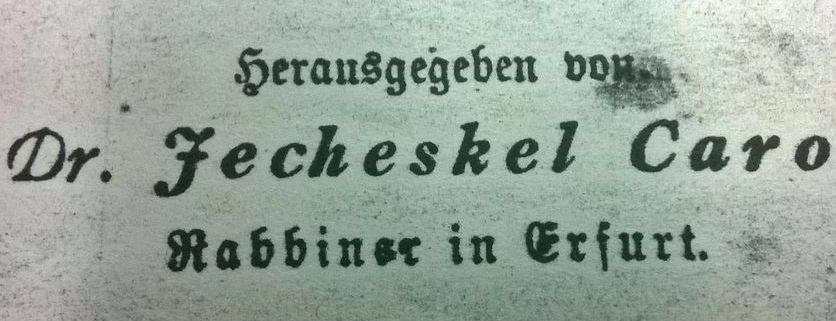 Herausgegeben von
Dr. Jecheskel Caro
Rabbiner in Erfurt.